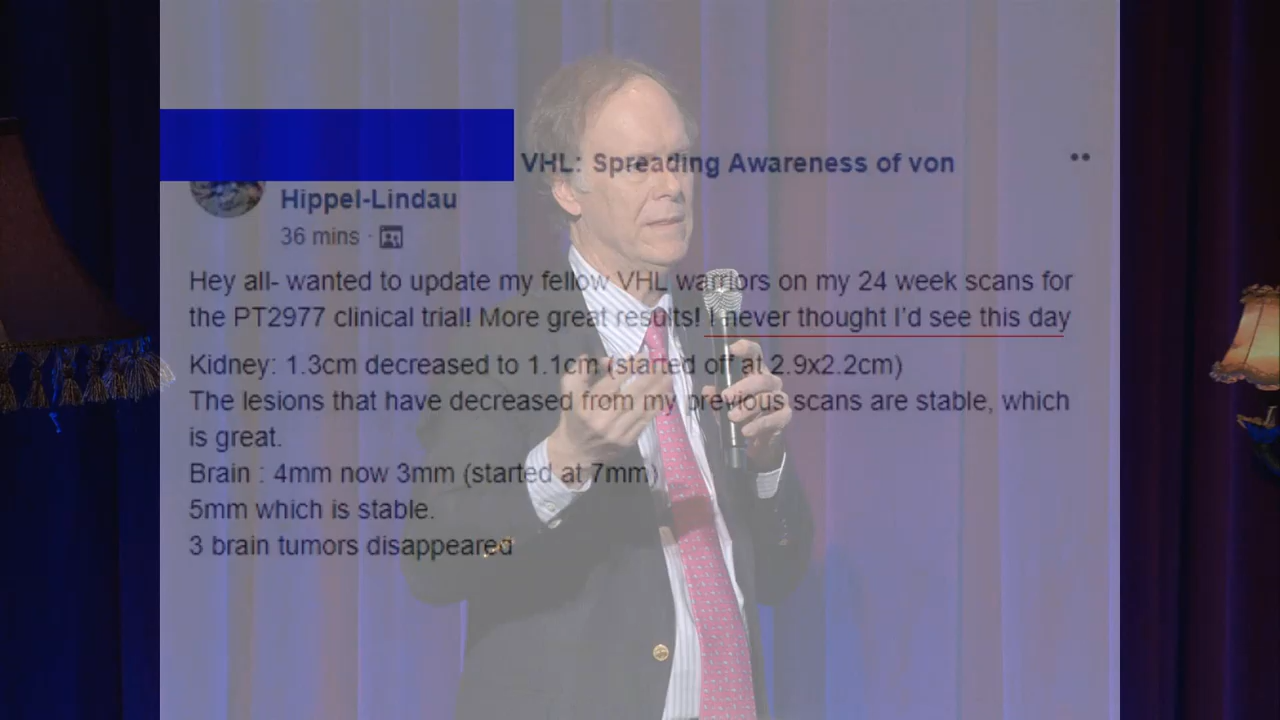 VHL: Spreading Awareness of von
Hippel-Lindau
36 mins ·
Hey all- wanted to update my fellow VHL warriors on my 24 week scans for
the PT2977 clinical trial! More great results! I never thought I'd see this day
Kidney: 1.3cm decreased to 1.1cm (started off at 2.9x2.2cm)
The lesions that have decreased from my previous scans are stable, which
is great.
Brain : 4mm now 3mm (started at 7mm)
5mm which is stable.
3 brain tumors disappeared